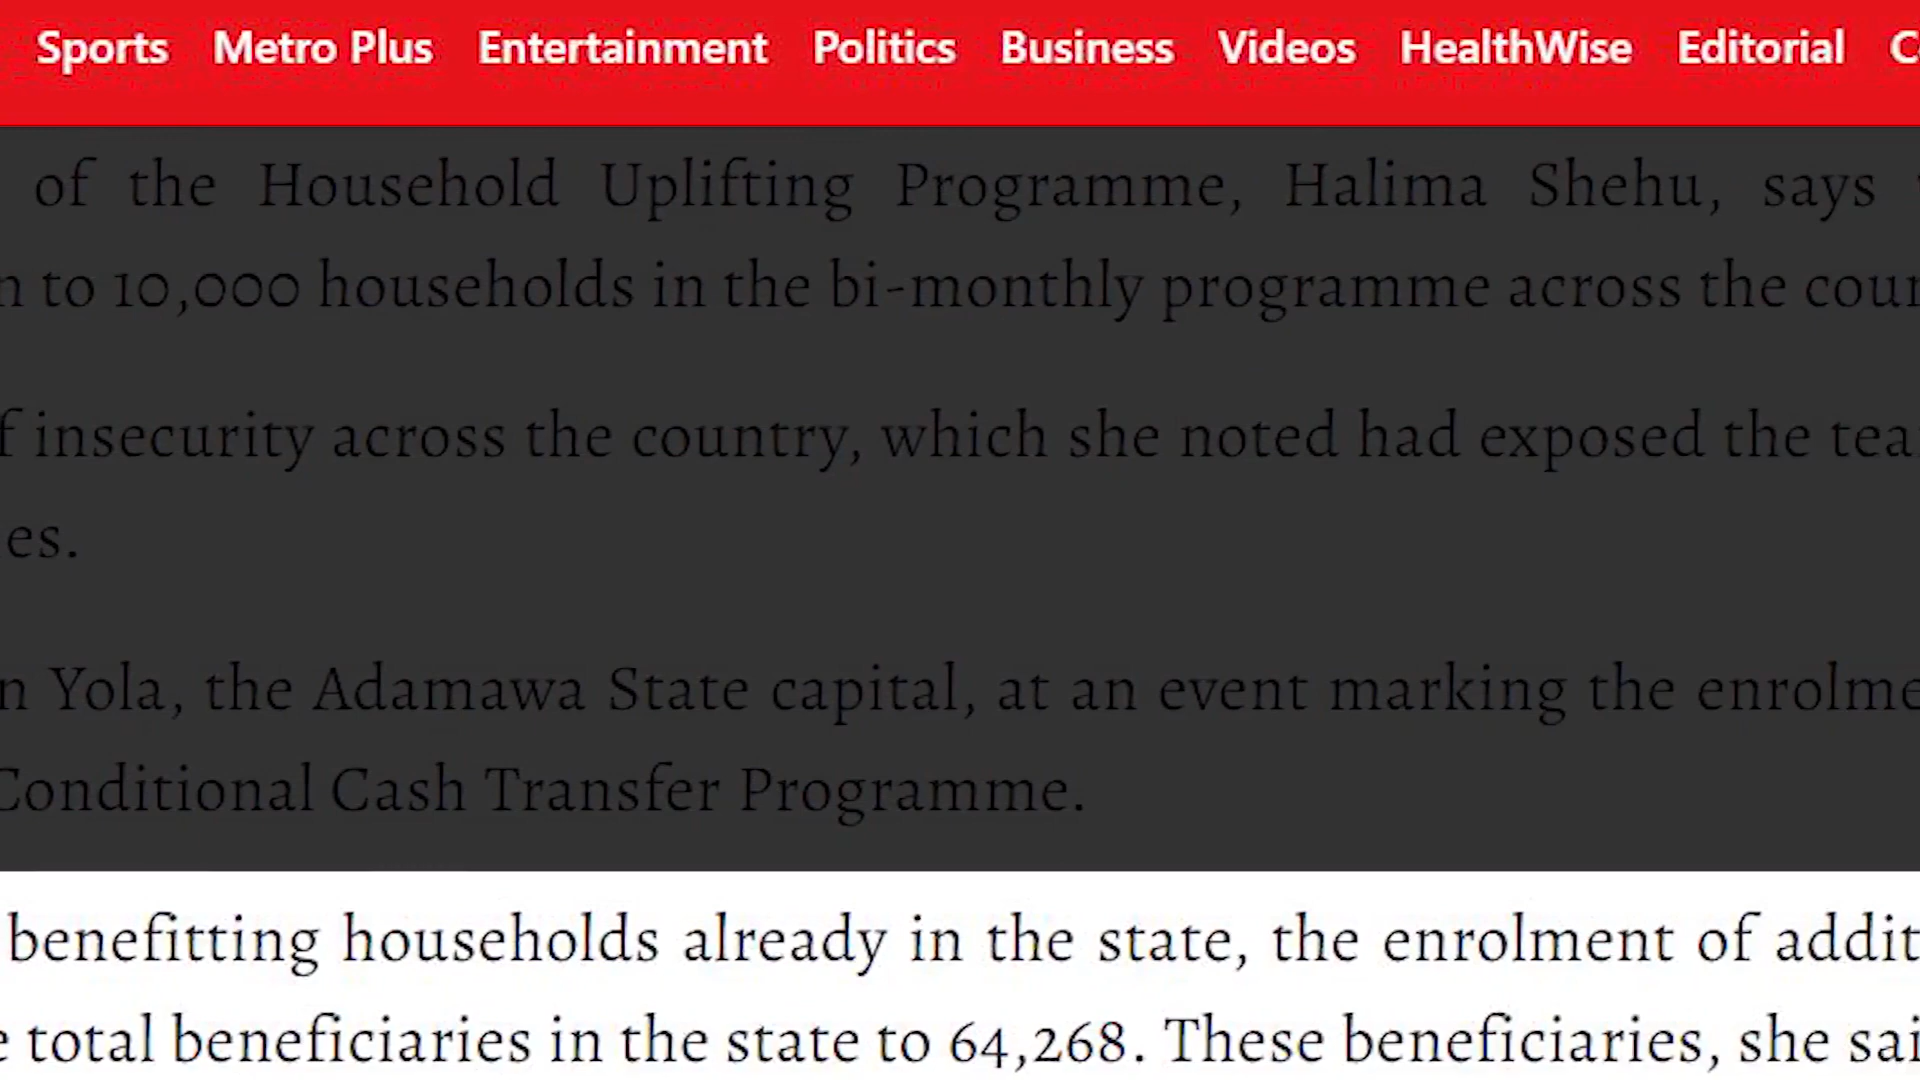 Sports Metro Plus Entertainment Politics Business Videos HealthWise Editorial
of the Household Uplifting Programme, Halima Shehu, says
to 10,000 households in the bi-monthly programme across the
insecurity across the country, which she noted had exposed the
es.
Yola, the Adamawa State capital, at an event marking the
Conditional Cash Transfer Programme.
benefitting households already in the state, the enrolment of
total beneficiaries in the state to 64,268. These beneficiaries, she